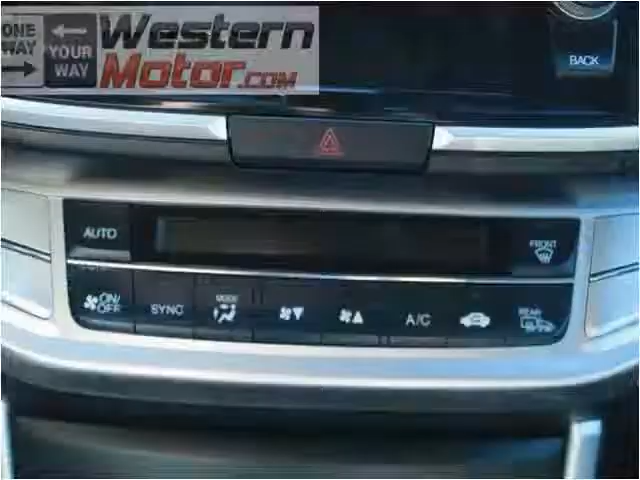 ONE WAY
YOUR WAY
Western
Motor.COM
BACK
AUTO
FRONT
ON/OFF
SYNC
MODE
A/C
REAR